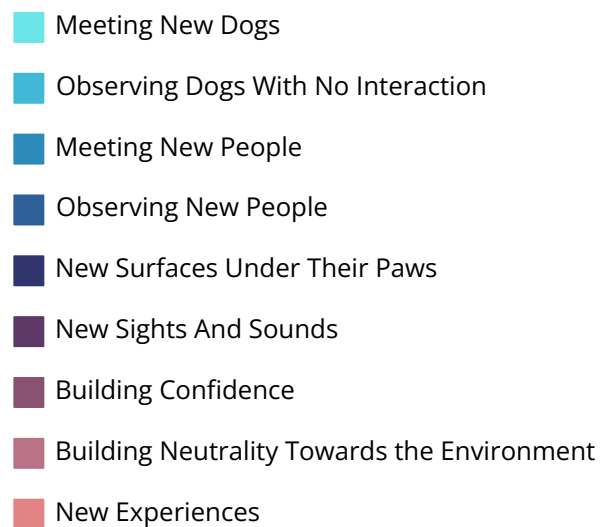 Meeting New Dogs
Observing Dogs With No Interaction
Meeting New People
Observing New People
New Surfaces Under Their Paws
New Sights And Sounds
Building Confidence
Building Neutrality Towards the Environment
New Experiences